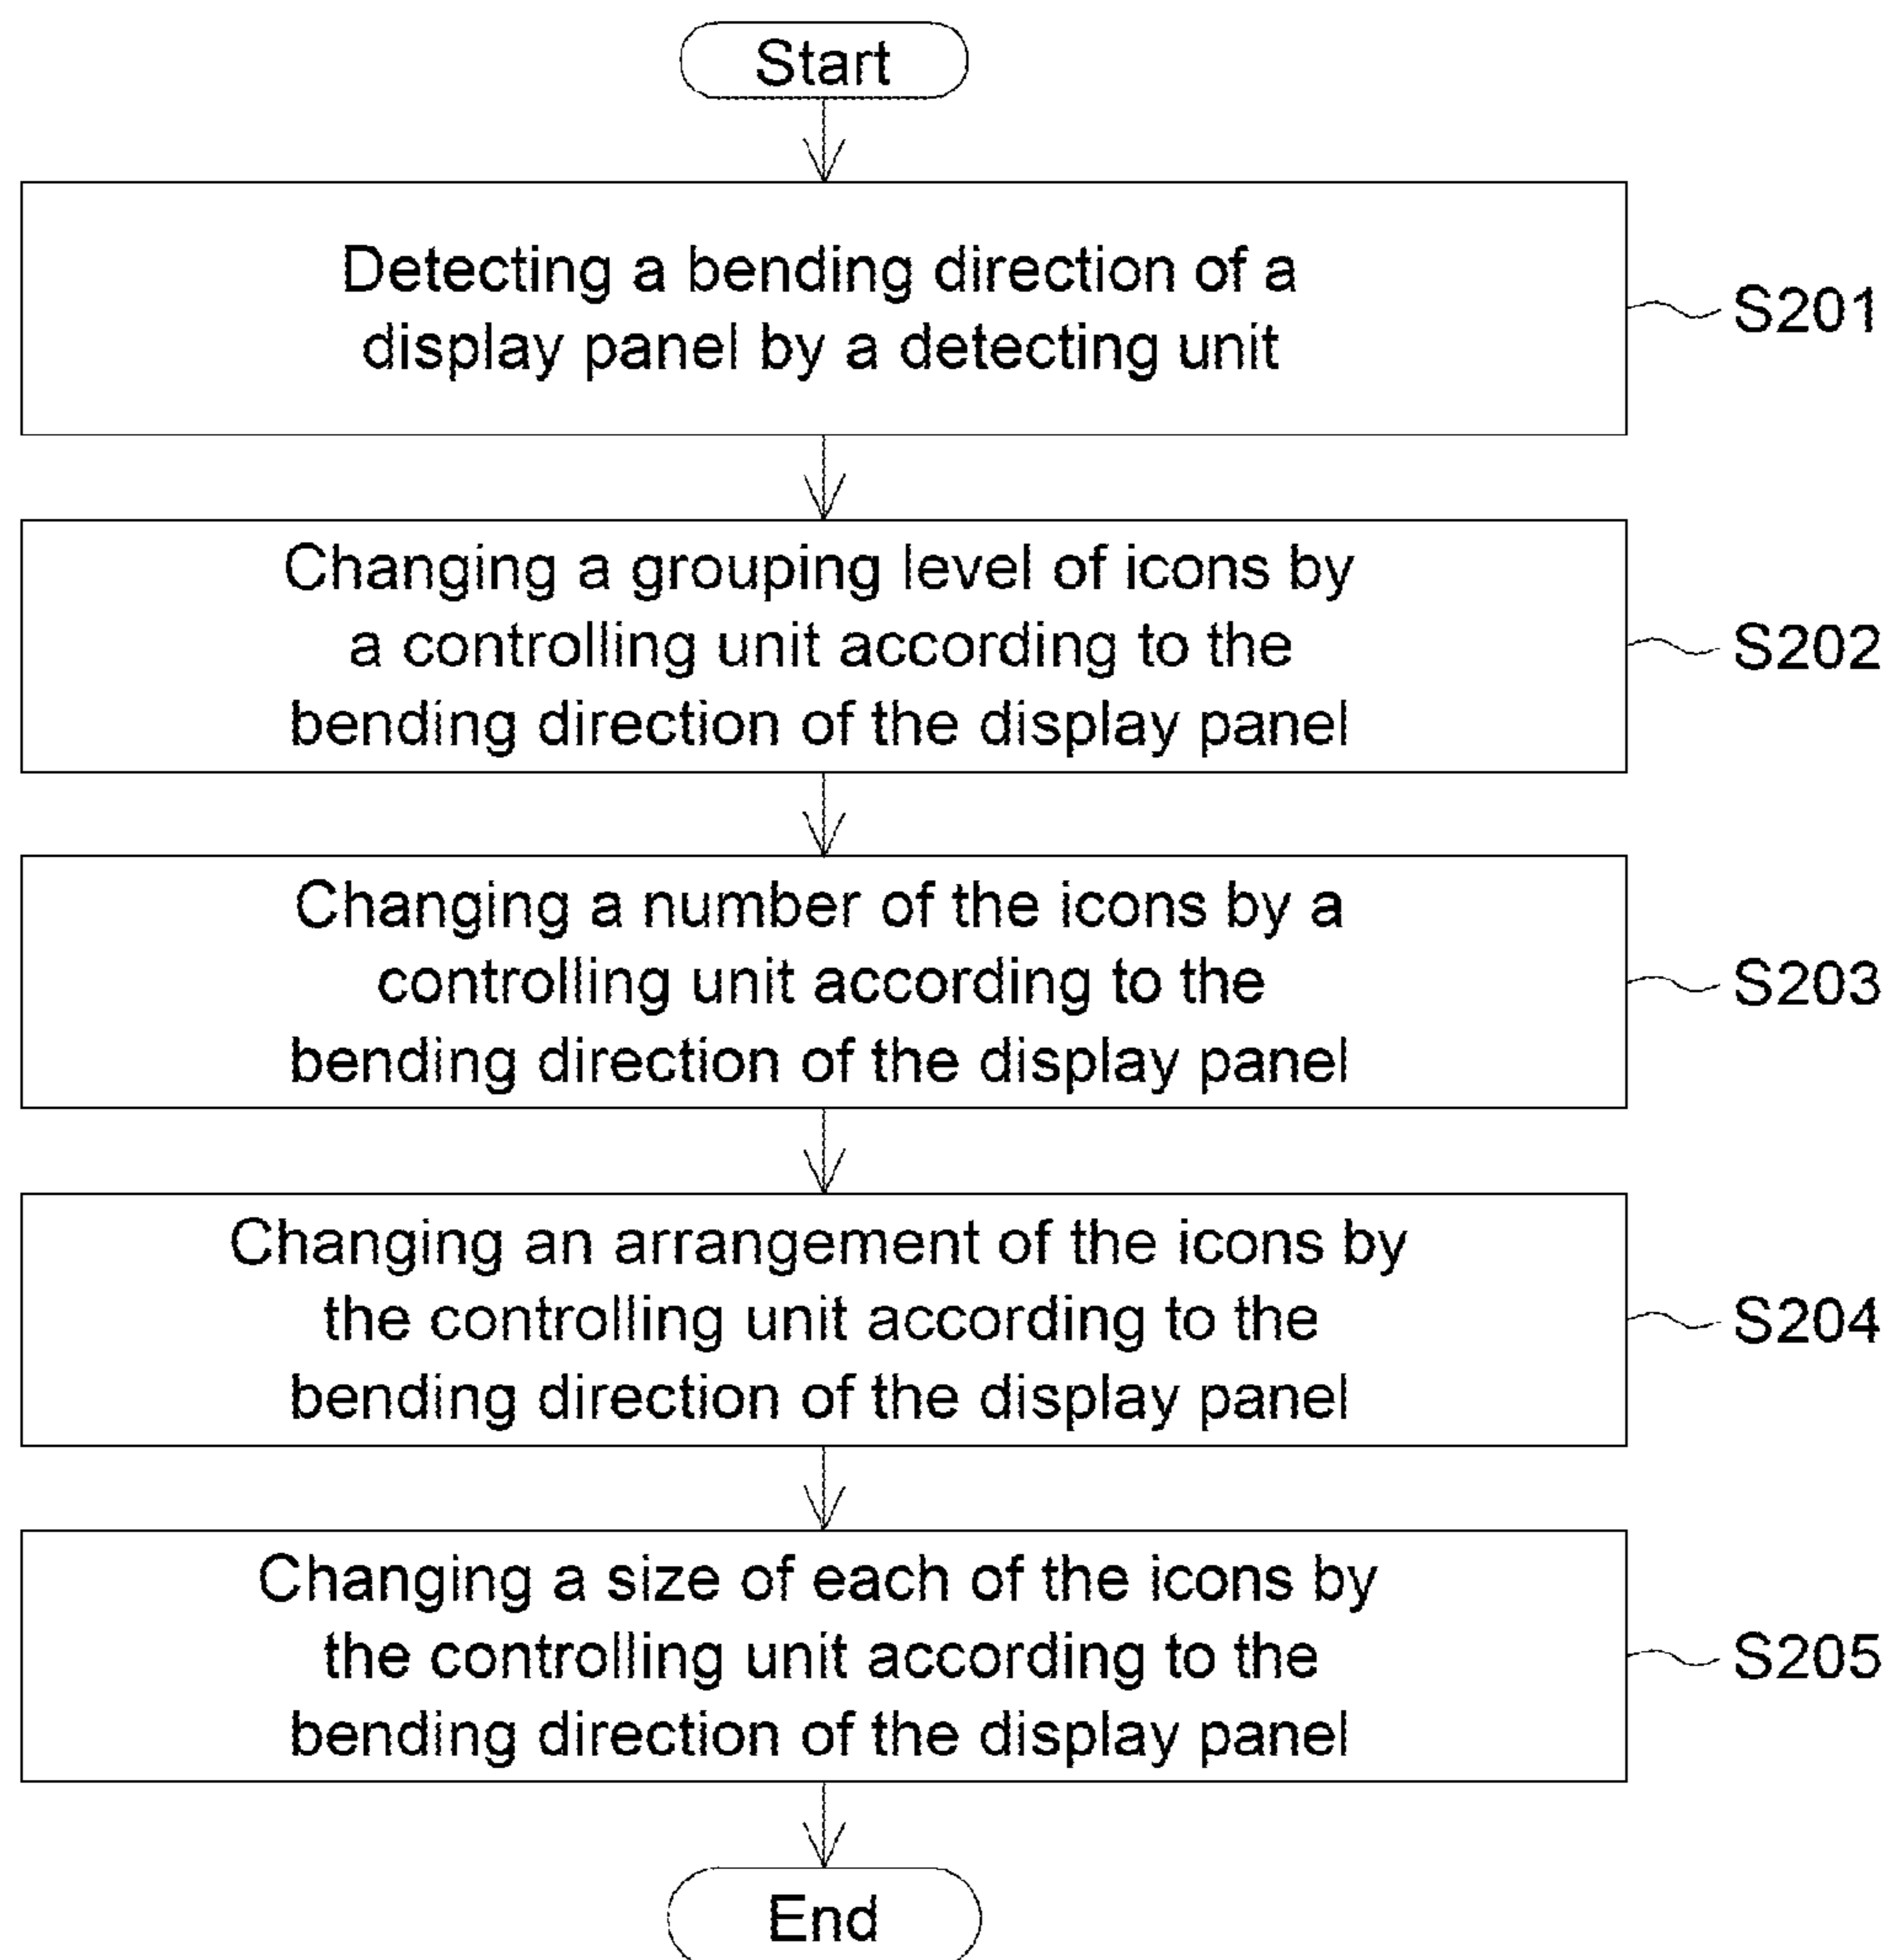 Start
Detecting a bending direction of a
display panel by a detecting unit
S201
Changing a grouping level of icons by
a controlling unit according to the
bending direction of the display panel
S202
Changing a number of the icons by a
controlling unit according to the
bending direction of the display panel
S203
Changing an arrangement of the icons by
the controlling unit according to the
bending direction of the display panel
S204
Changing a size of each of the icons by
the controlling unit according to the
bending direction of the display panel
S205
End